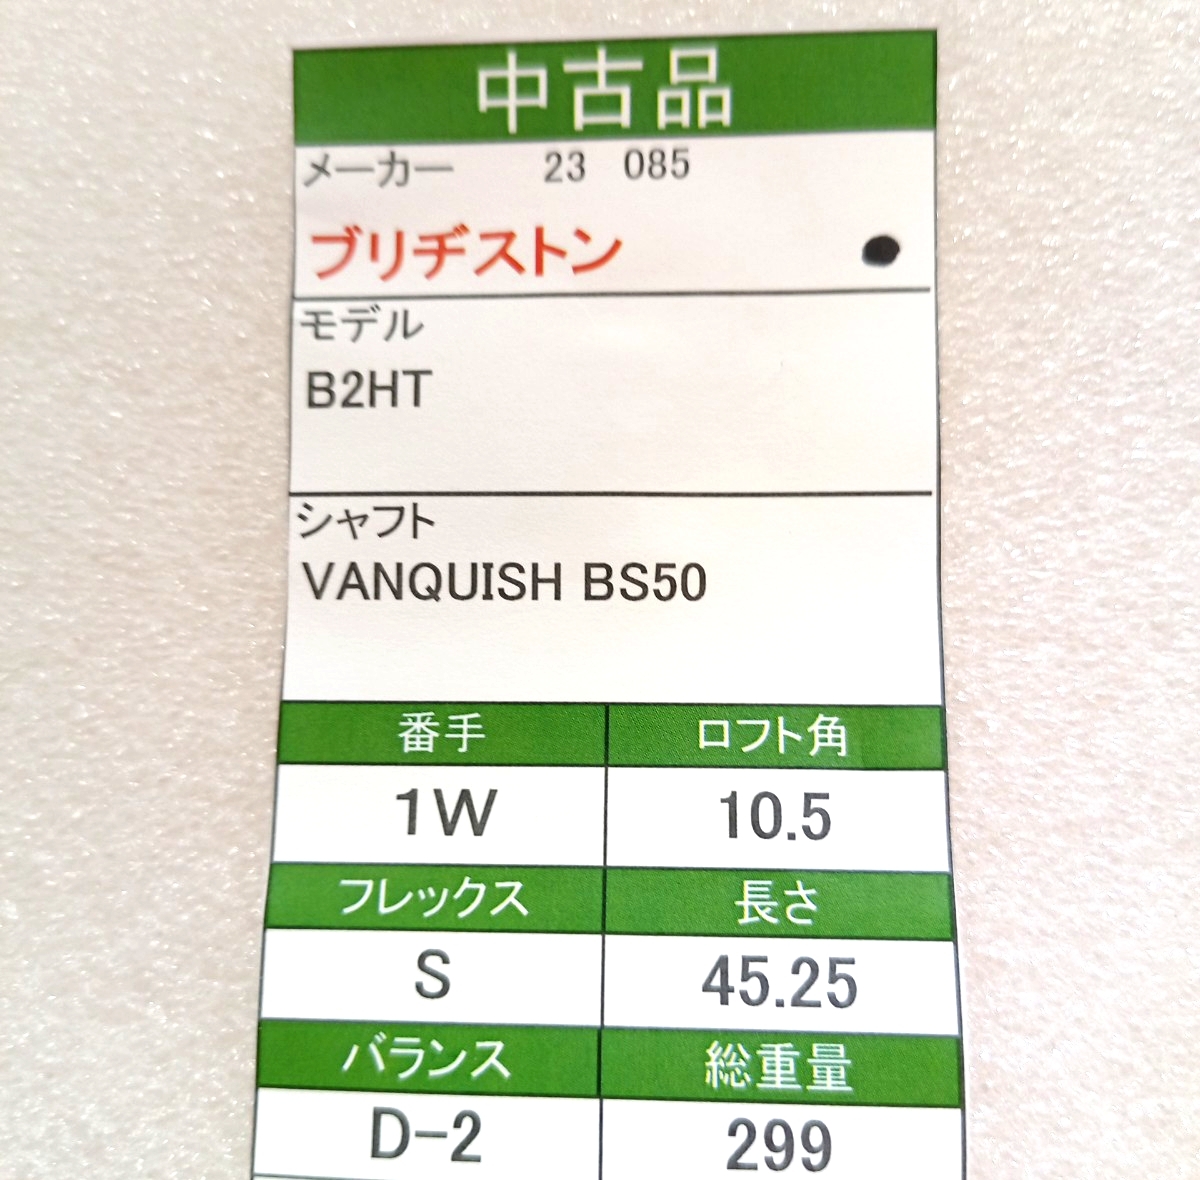 中古品
メーカー 23 085
ブリヂストン
モデル
B2HT
シャフト
VANQUISH BS50
番手 ロフト角
1W 10.5
フレックス 長さ
S 45.25
バランス 総重量
D-2 299